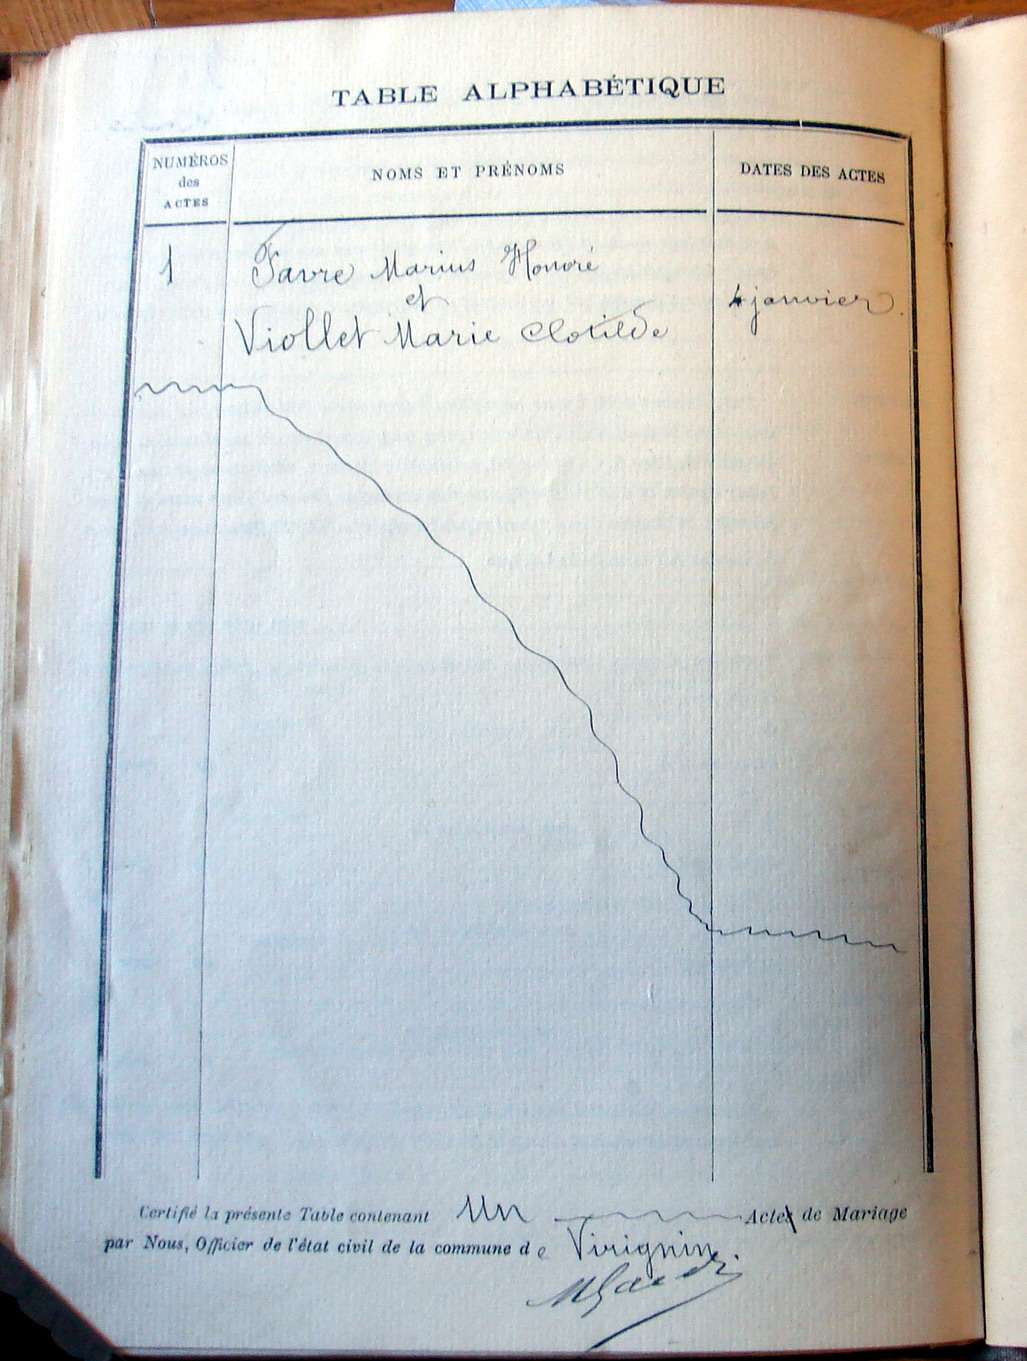 TABLE ALPHABÉTIQUE
NUMÉROS
des
ACTES
NOMS ET PRÉNOMS
DATES DES ACTES
1
Favre Marius Honoré
et
4 janvier.
Viollet Marie Clotilde
Certifié la présente Table contenant Un Acte de Mariage
par Nous, Officier de l'état civil de la commune de Virignin.